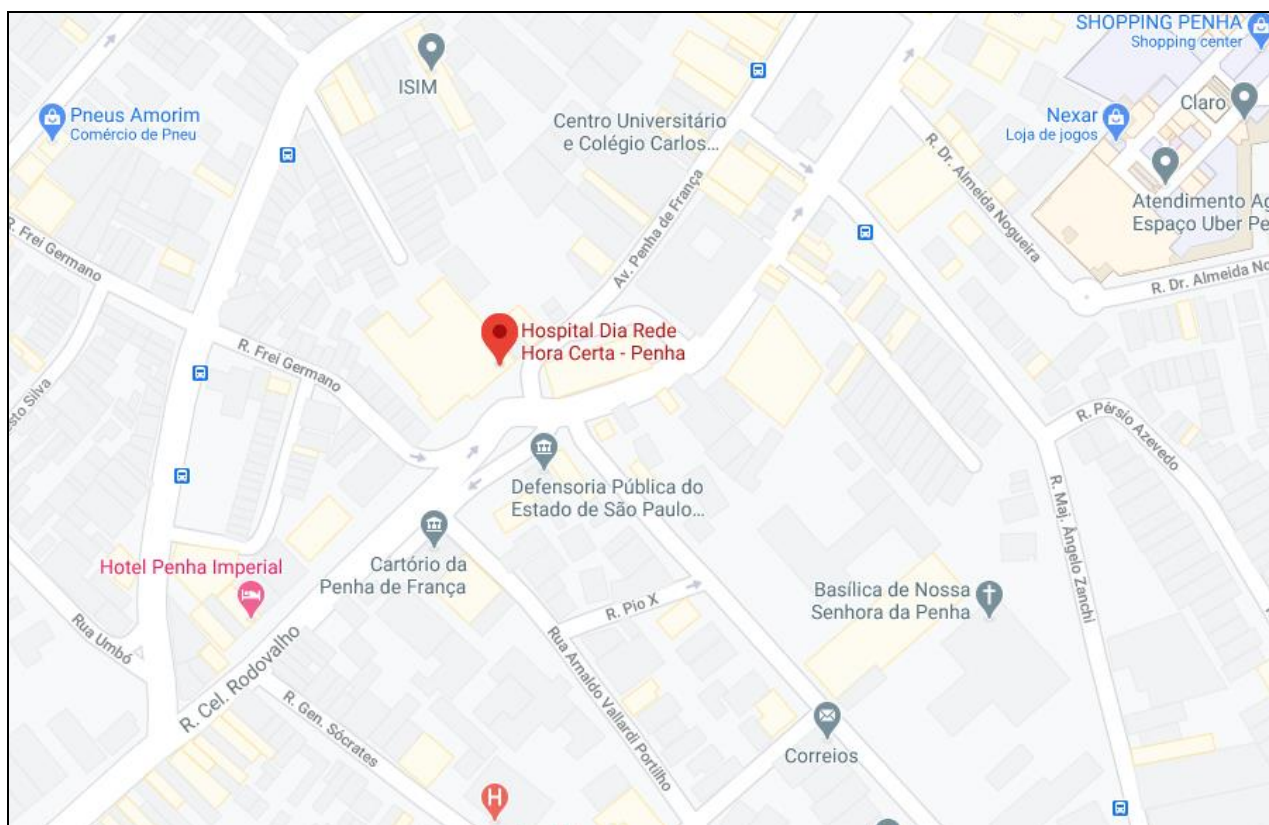 SHOPPING PENHA
Shopping center
ISIM
Pneus Amorim
Comércio de Pneu
Centro Universitário
e Colégio Carlos...
Nexar
Loja de jogos
Claro
R. Dr. Almeida Nogueira
Atendimento Ag
Espaço Uber Pe
R. Frei Germano
Av. Penha de França
R. Dr. Almeida No
Hospital Dia Rede
Hora Certa - Penha
R. Frei Germano
esto Silva
R. Pérsio Azevedo
Defensoria Pública do
Estado de São Paulo...
R. Maj. Ângelo Zanchi
Cartório da
Penha de França
Hotel Penha Imperial
R. Pio X
Basílica de Nossa
Senhora da Penha
Rua Umbó
R. Cel. Rodovalho
Rua Arnaldo Vallardi Portilho
R. Gen. Sócrates
Correios
H